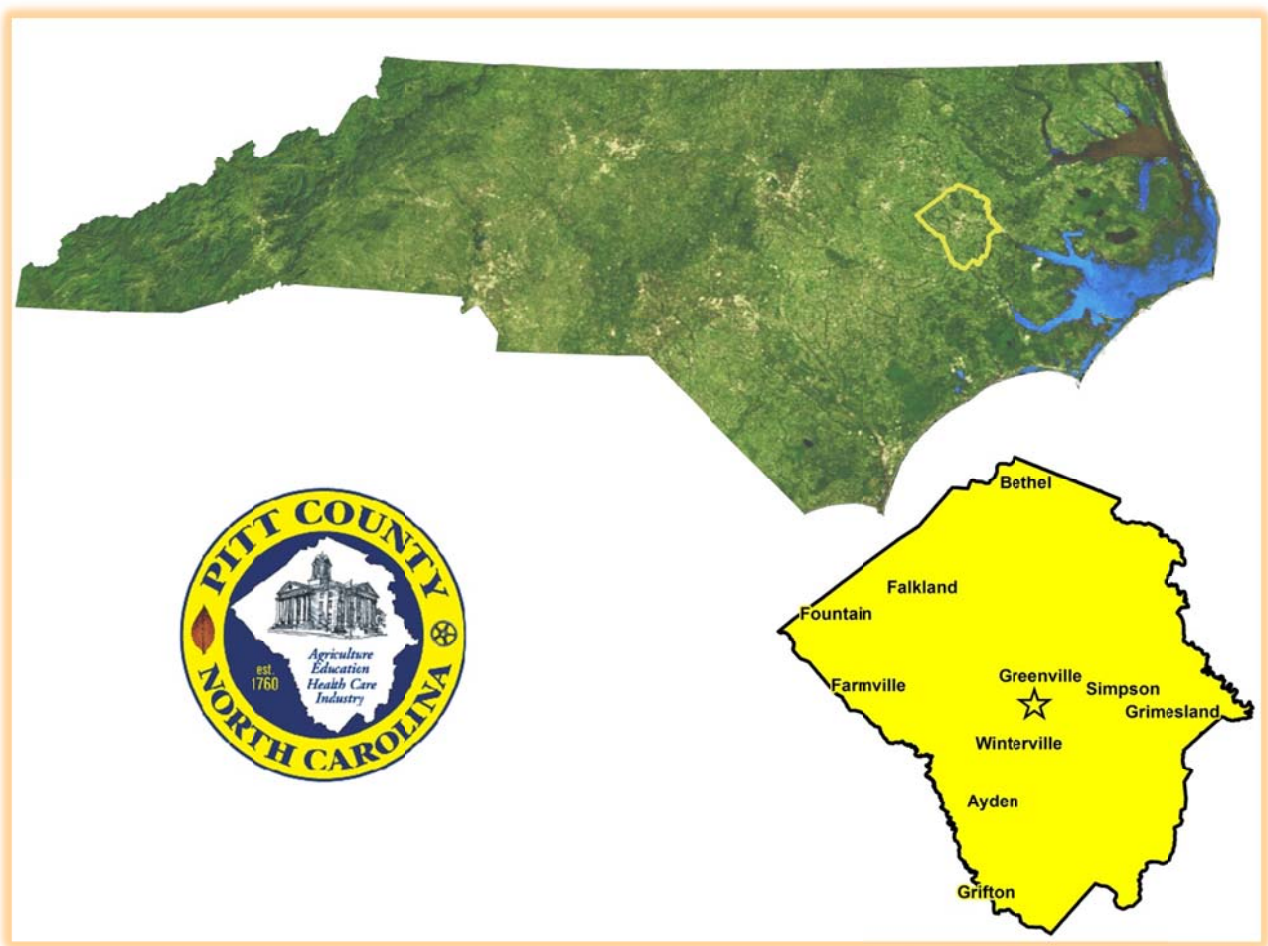 PITT COUNTY
NORTH CAROLINA
est.
1760
Agriculture
Education
Health Care
Industry
Bethel
Falkland
Fountain
Greenville
Farmville
Simpson
Grimesland
Winterville
Ayden
Grifton